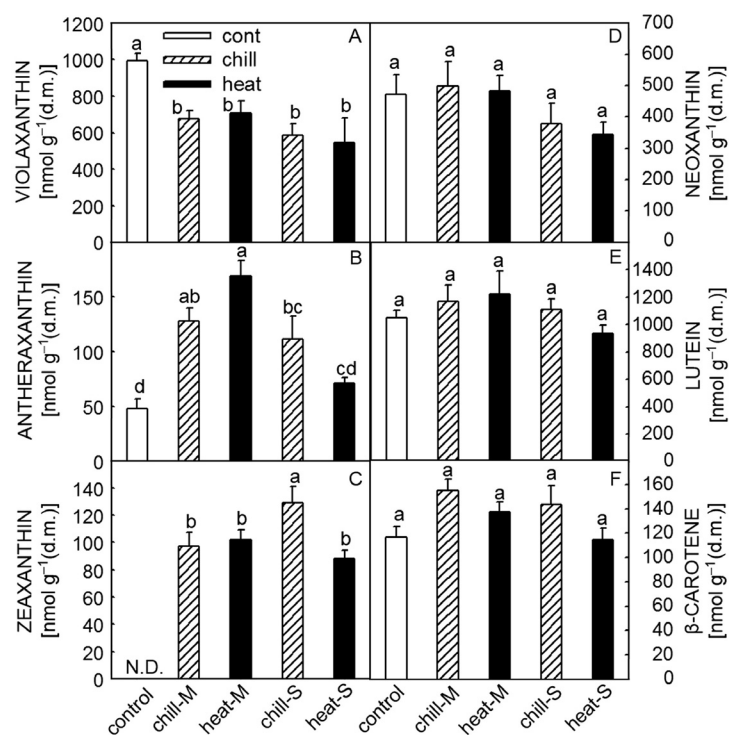 VIOLAXANTHIN
[nmol g⁻¹(d.m.)]
1200
1000
800
600
400
200
0
cont
chill
heat
A
a
b
b
b
b
NEOXANTHIN
[nmol g⁻¹(d.m.)]
700
600
500
400
300
200
100
0
D
a
a
a
a
a
ANTHERAXANTHIN
[nmol g⁻¹(d.m.)]
150
100
50
0
B
d
ab
a
bc
cd
LUTEIN
[nmol g⁻¹(d.m.)]
1400
1200
1000
800
600
400
200
0
E
a
a
a
a
a
ZEAXANTHIN
[nmol g⁻¹(d.m.)]
140
120
100
80
60
40
20
0
C
N.D.
b
b
a
b
β-CAROTENE
[nmol g⁻¹(d.m.)]
160
140
120
100
80
60
40
20
0
F
a
a
a
a
a
control
chill-M
heat-M
chill-S
heat-S
control
chill-M
heat-M
chill-S
heat-S